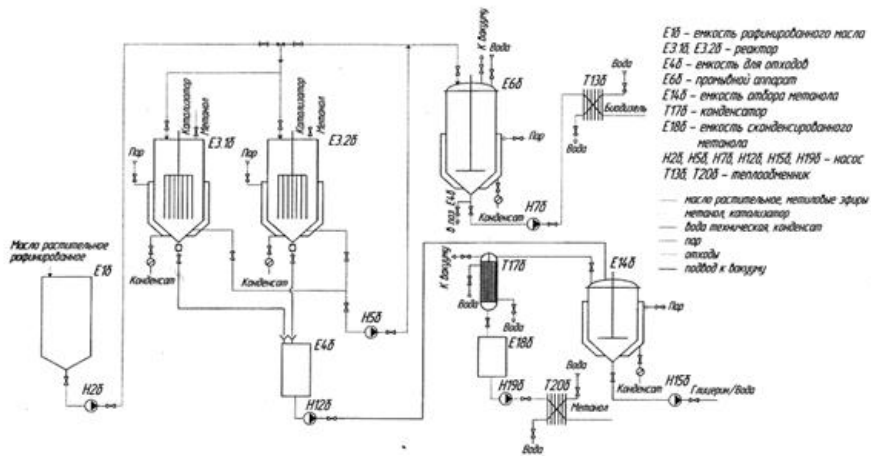 К вакууму
Вода
Е6б
Пар
В поз. Е4б
Конденсат
Н7б
Т13б
Вода
Биодизель
Вода
Катализатор
Метанол
Е3.1б
Пар
Конденсат
Катализатор
Метанол
Е3.2б
Пар
Конденсат
Масло растительное
рафинированное
Е1б
Н2б
Н5б
Е4б
Н12б
К вакууму
Т17б
Вода
Вода
Е18б
Н19б
Т20б
Вода
Метанол
Вода
Е14б
Пар
Конденсат
Н15б
Глицерин/Вода
Е1б – емкость рафинированного масла
Е3.1б, Е3.2б – реактор
Е4б – емкость для отходов
Е6б – промывной аппарат
Е14б – емкость отбора метанола
Т17б – конденсатор
Е18б – емкость сконденсированного
метанола
Н2б, Н5б, Н7б, Н12б, Н15б, Н19б – насос
Т13б, Т20б – теплообменник
масло растительное, метиловые эфиры
метанол, катализатор
вода техническая, конденсат
пар
отходы
подвод к вакууму